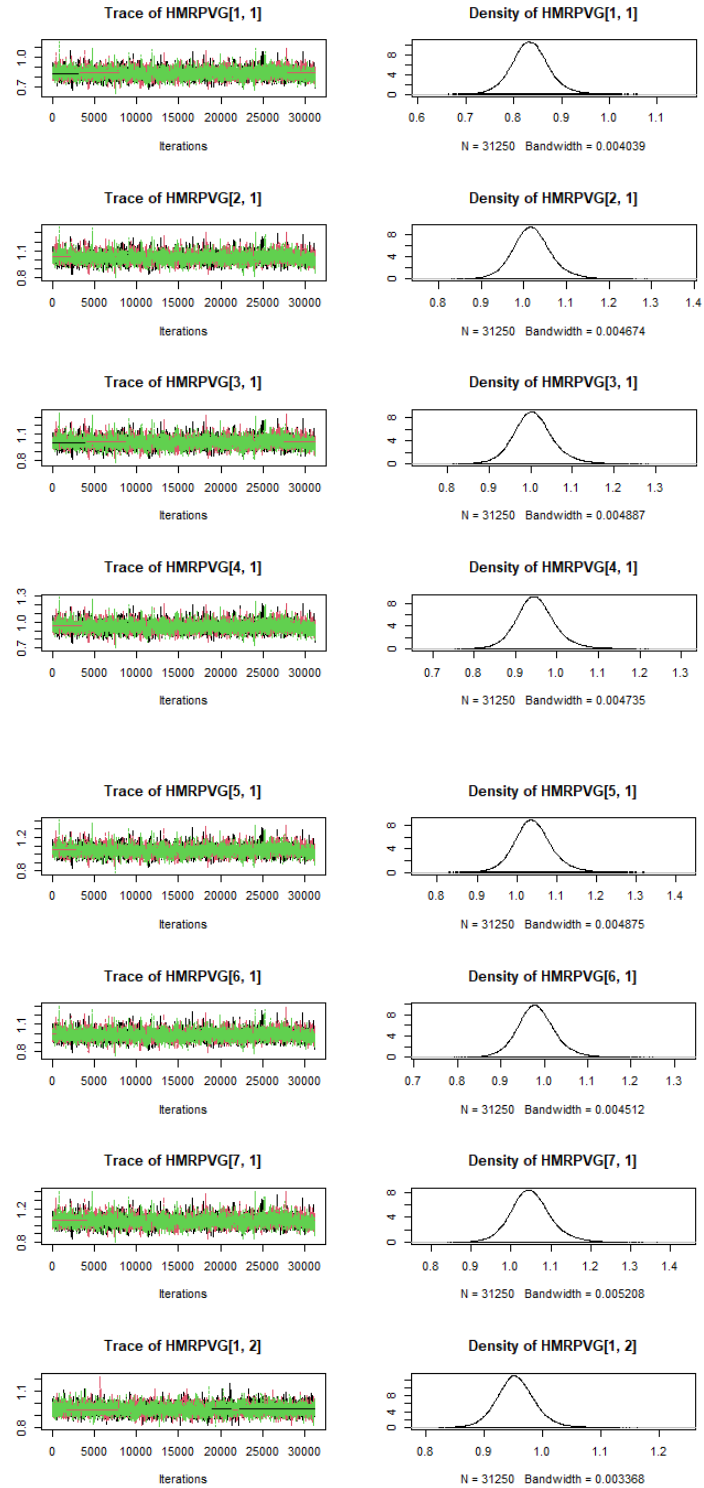 Trace of HMRPVG[1, 1]
Density of HMRPVG[1, 1]
0.7 1.0
0 4 8
0 5000 10000 15000 20000 25000 30000
0.6 0.7 0.8 0.9 1.0 1.1
Iterations
N = 31250 Bandwidth = 0.004039
Trace of HMRPVG[2, 1]
Density of HMRPVG[2, 1]
0.8 1.1
0 4 8
0 5000 10000 15000 20000 25000 30000
0.8 0.9 1.0 1.1 1.2 1.3 1.4
Iterations
N = 31250 Bandwidth = 0.004674
Trace of HMRPVG[3, 1]
Density of HMRPVG[3, 1]
0.8 1.1
0 4 8
0 5000 10000 15000 20000 25000 30000
0.8 0.9 1.0 1.1 1.2 1.3
Iterations
N = 31250 Bandwidth = 0.004887
Trace of HMRPVG[4, 1]
Density of HMRPVG[4, 1]
0.7 1.0 1.3
0 4 8
0 5000 10000 15000 20000 25000 30000
0.7 0.8 0.9 1.0 1.1 1.2 1.3
Iterations
N = 31250 Bandwidth = 0.004735
Trace of HMRPVG[5, 1]
Density of HMRPVG[5, 1]
0.8 1.2
0 4 8
0 5000 10000 15000 20000 25000 30000
0.8 0.9 1.0 1.1 1.2 1.3 1.4
Iterations
N = 31250 Bandwidth = 0.004875
Trace of HMRPVG[6, 1]
Density of HMRPVG[6, 1]
0.8 1.1
0 4 8
0 5000 10000 15000 20000 25000 30000
0.7 0.8 0.9 1.0 1.1 1.2 1.3
Iterations
N = 31250 Bandwidth = 0.004512
Trace of HMRPVG[7, 1]
Density of HMRPVG[7, 1]
0.8 1.2
0 4 8
0 5000 10000 15000 20000 25000 30000
0.8 0.9 1.0 1.1 1.2 1.3 1.4
Iterations
N = 31250 Bandwidth = 0.005208
Trace of HMRPVG[1, 2]
Density of HMRPVG[1, 2]
0.8 1.1
0 4 8
0 5000 10000 15000 20000 25000 30000
0.8 0.9 1.0 1.1 1.2
Iterations
N = 31250 Bandwidth = 0.003368